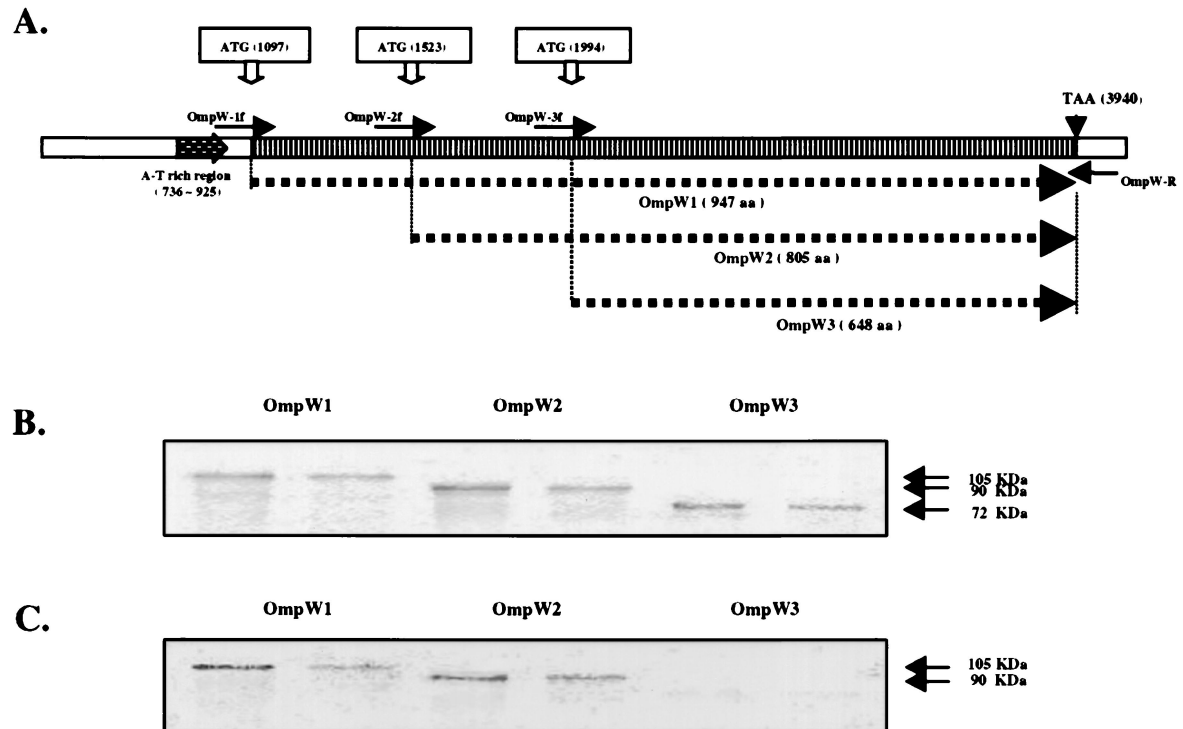 A.
ATG (1097)
ATG (1523)
ATG (1994)
TAA (3940)
OmpW-1f
OmpW-2f
OmpW-3f
A-T rich region
(736 ~ 925)
OmpW-R
OmpW1 ( 947 aa)
OmpW2 ( 805 aa)
OmpW3 ( 648 aa)
B.
OmpW1
OmpW2
OmpW3
105 KDa
90 KDa
72 KDa
C.
OmpW1
OmpW2
OmpW3
105 KDa
90 KDa